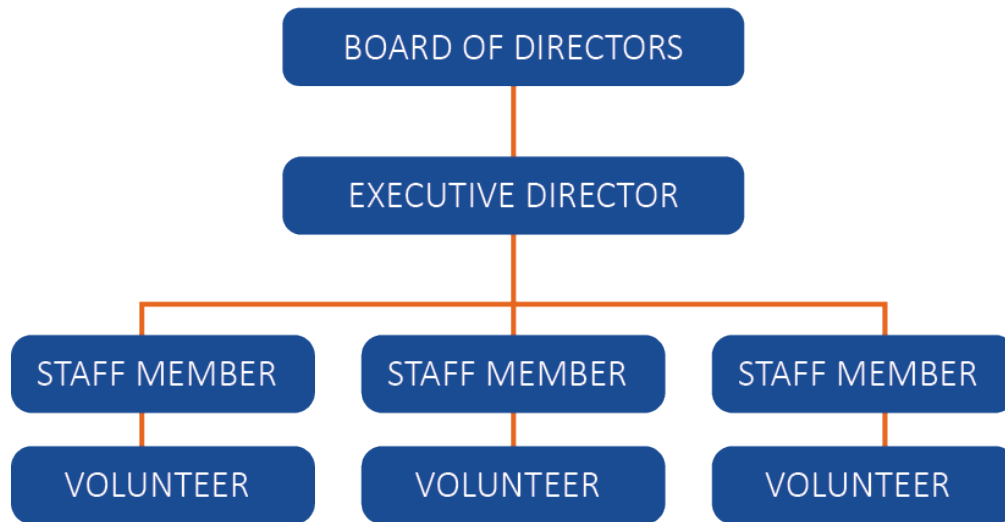 BOARD OF DIRECTORS
EXECUTIVE DIRECTOR
STAFF MEMBER
STAFF MEMBER
STAFF MEMBER
VOLUNTEER
VOLUNTEER
VOLUNTEER